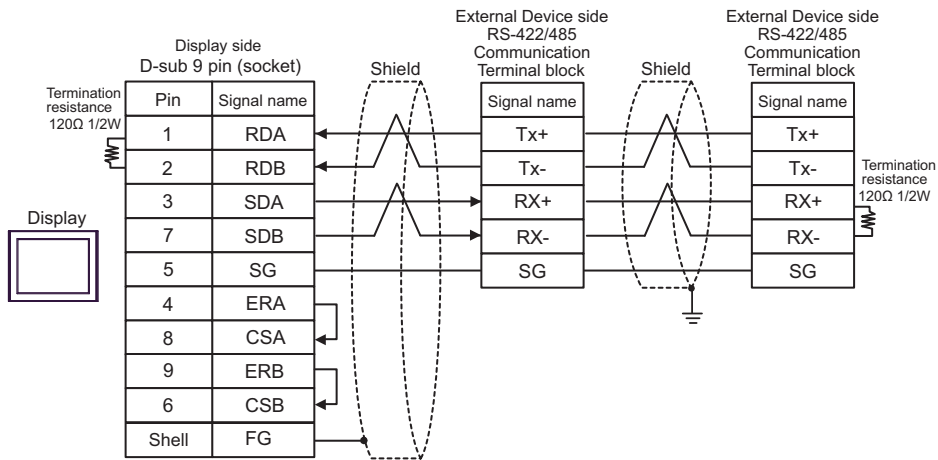 Display side
D-sub 9 pin (socket)
Termination
resistance
120Ω 1/2W
Pin Signal name
1 RDA
2 RDB
3 SDA
7 SDB
5 SG
4 ERA
8 CSA
9 ERB
6 CSB
Shell FG
Display
Shield
External Device side
RS-422/485
Communication
Terminal block
Signal name
Tx+
Tx-
RX+
RX-
SG
Shield
External Device side
RS-422/485
Communication
Terminal block
Signal name
Tx+
Tx-
RX+
RX-
SG
Termination
resistance
120Ω 1/2W